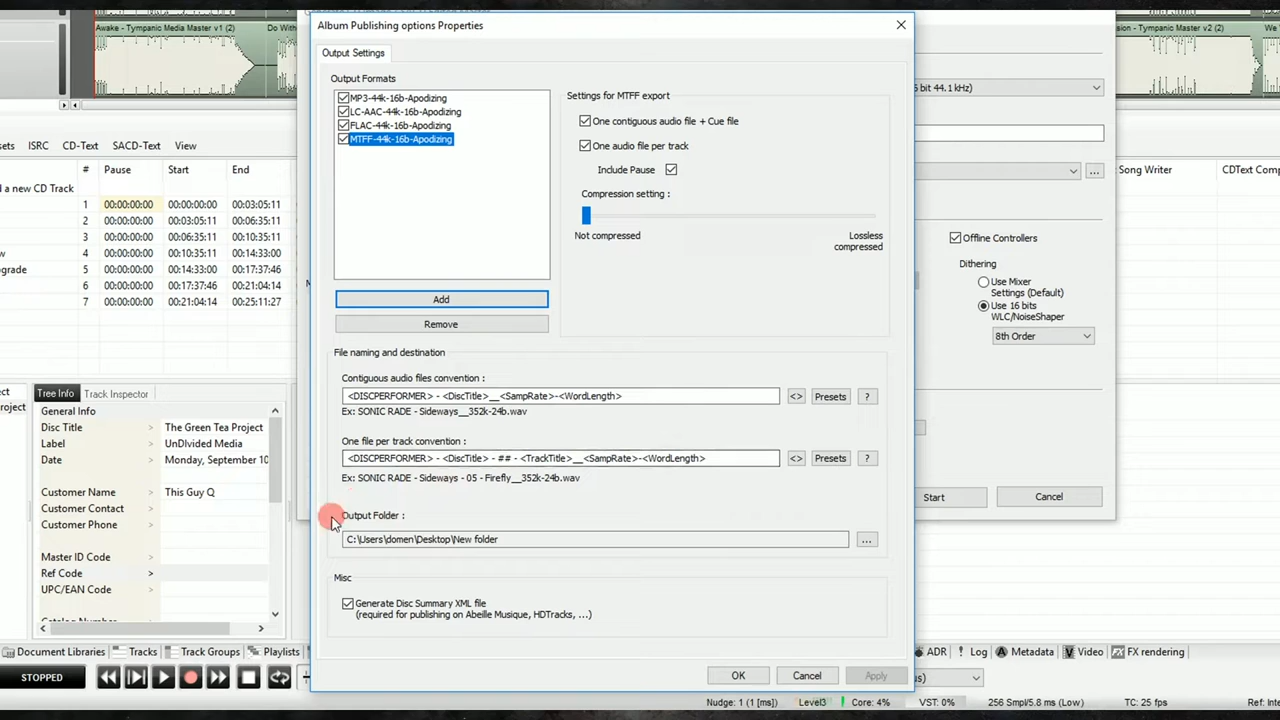 Album Publishing options Properties
Awake - Tympanic Media Master v1 (2)
Do With
sion - Tympanic Master v2 (2)
We
Output Settings
Output Formats
MP3-44k-16b-Apodizing
LC-AAC-44k-16b-Apodizing
FLAC-44k-16b-Apodizing
MTFF-44k-16b-Apodizing
Add
Remove
Settings for MTFF export
One contiguous audio file + Cue file
One audio file per track
Include Pause
Compression setting :
Not compressed
Lossless
compressed
File naming and destination
Contiguous audio files convention :
<DISCPERFORMER> - <DiscTitle>__<SampRate>-<WordLength>
<>
Presets
?
Ex: SONIC RADE - Sideways__352k-24b.wav
One file per track convention :
<DISCPERFORMER> - <DiscTitle> - ## - <TrackTitle>__<SampRate>-<WordLength>
<>
Presets
?
Ex: SONIC RADE - Sideways - 05 - Firefly__352k-24b.wav
Output Folder :
C:\Users\domen\Desktop\New folder
...
Misc
Generate Disc Summary XML file
(required for publishing on Abeille Musique, HDTracks, ...)
OK
Cancel
Apply
sets
ISRC
CD-Text
SACD-Text
View
#
Pause
Start
End
d a new CD Track
1 00:00:00:00 00:00:00:00 00:03:05:11
2 00:00:00:00 00:03:05:11 00:06:35:11
3 00:00:00:00 00:06:35:11 00:10:35:11
w 4 00:00:00:00 00:10:35:11 00:14:33:00
grade 5 00:00:00:00 00:14:33:00 00:17:37:46
6 00:00:00:00 00:17:37:46 00:21:04:14
7 00:00:00:00 00:21:04:14 00:25:11:27
ect
Project
Tree Info
Track Inspector
General Info
Disc Title > The Green Tea Project
Label > UnDIvided Media
Date > Monday, September 10
Customer Name > This Guy Q
Customer Contact >
Customer Phone >
Master ID Code >
Ref Code >
UPC/EAN Code >
6 bit 44.1 kHz)
...
Song Writer
CDText Comp
Offline Controllers
Dithering
Use Mixer
Settings (Default)
Use 16 bits
WLC/NoiseShaper
8th Order
Start
Cancel
Document Libraries
Tracks
Track Groups
Playlists
ADR
Log
Metadata
Video
FX rendering
STOPPED
us)
Nudge: 1 (1 [ms])
Level3
Core: 4%
VST: 0%
256 Smpl/5.8 ms (Low)
TC: 25 fps
Ref: Int